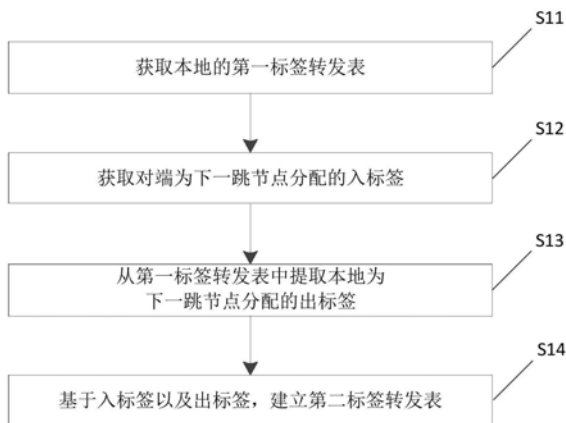 S11
获取本地的第一标签转发表
S12
获取对端为下一跳节点分配的入标签
S13
从第一标签转发表中提取本地为
下一跳节点分配的出标签
S14
基于入标签以及出标签，建立第二标签转发表